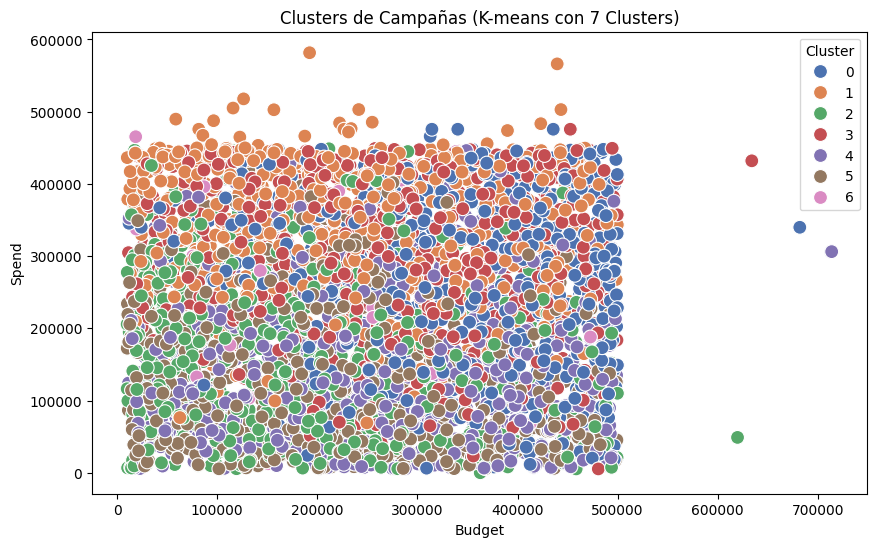 Clusters de Campañas (K-means con 7 Clusters)
600000
500000
400000
300000
200000
100000
0
Spend
0 100000 200000 300000 400000 500000 600000 700000
Budget
Cluster
0
1
2
3
4
5
6